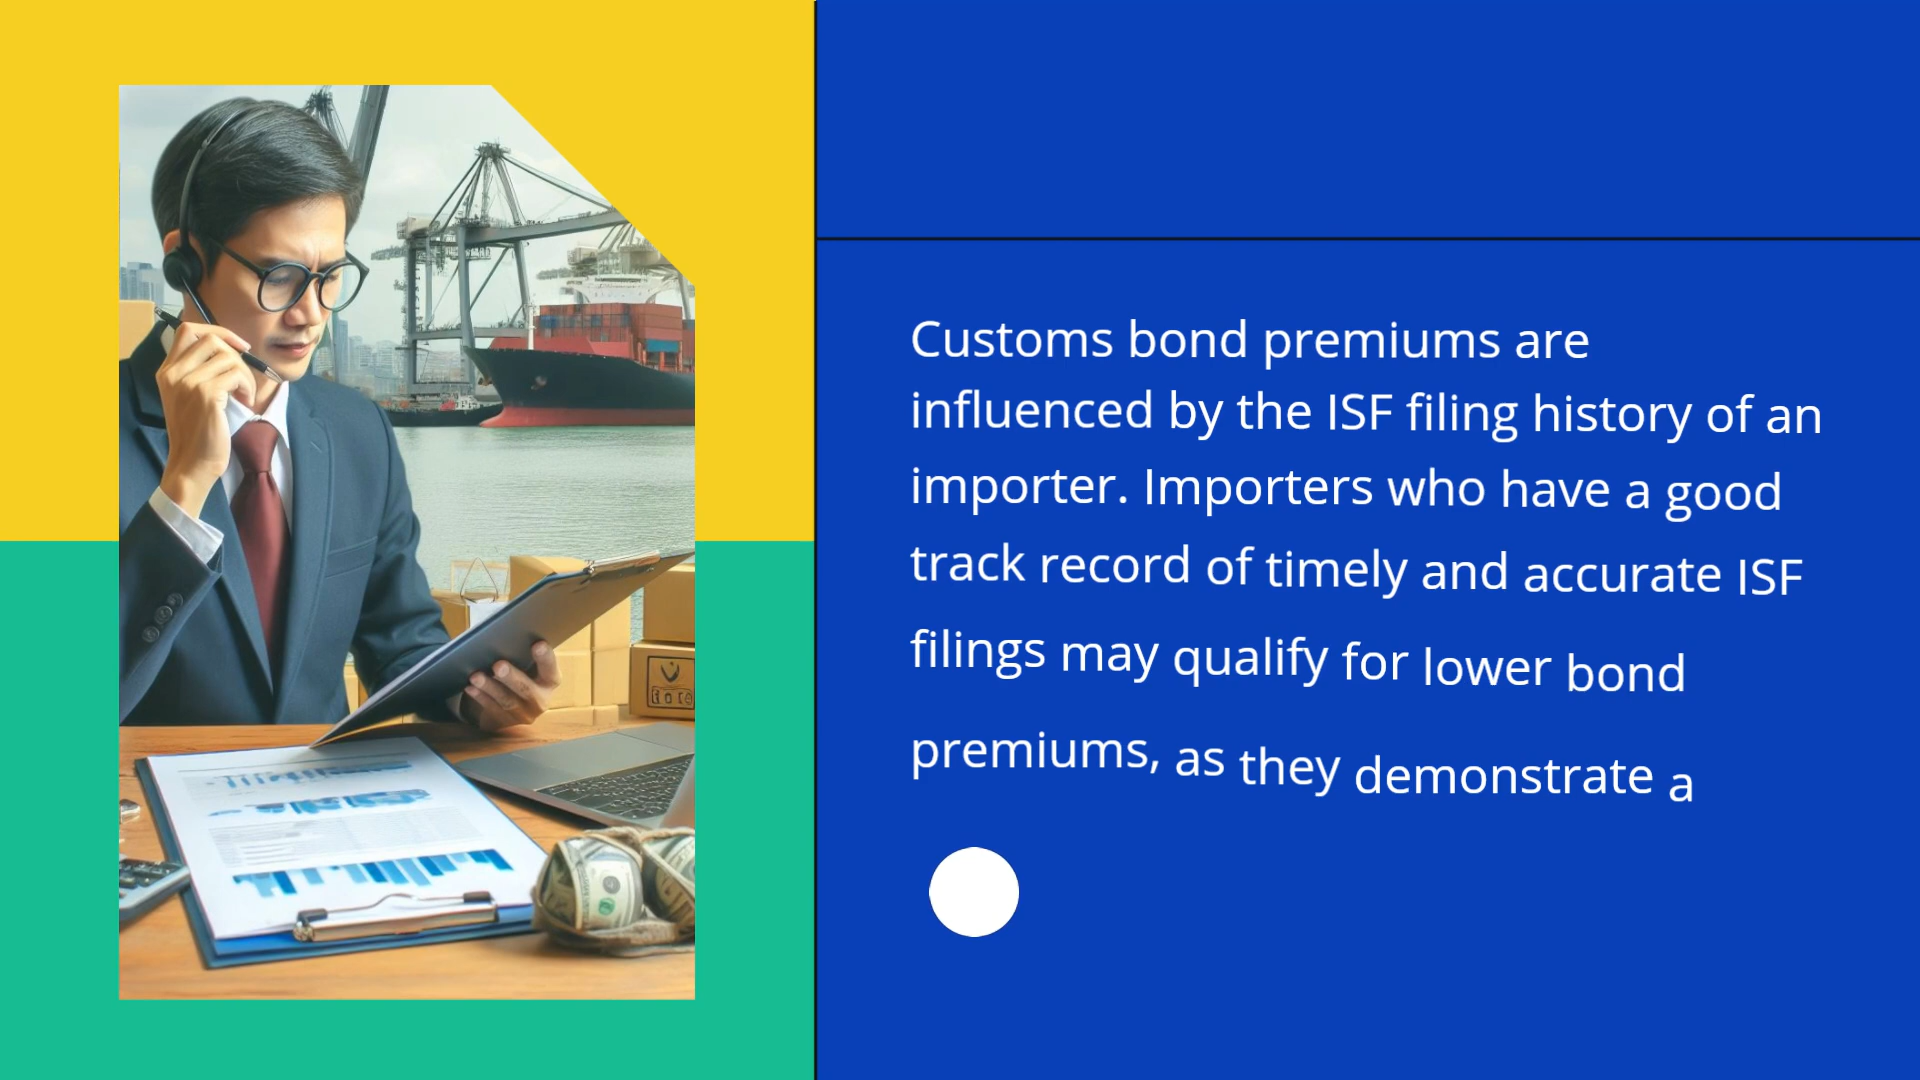 Customs bond premiums are
influenced by the ISF filing history of an
importer. Importers who have a good
track record of timely and accurate ISF
filings may qualify for lower bond
premiums, as they demonstrate a